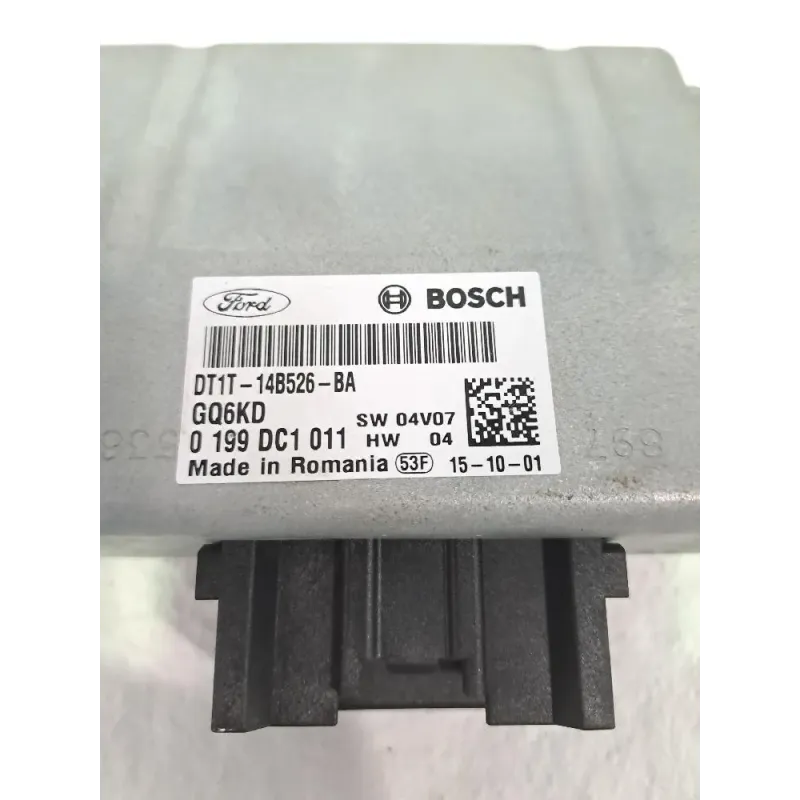 Ford BOSCH
DT1T-14B526-BA
GQ6KD SW 04V07
0 199 DC1 011 HW 04
Made in Romania 53F 15-10-01